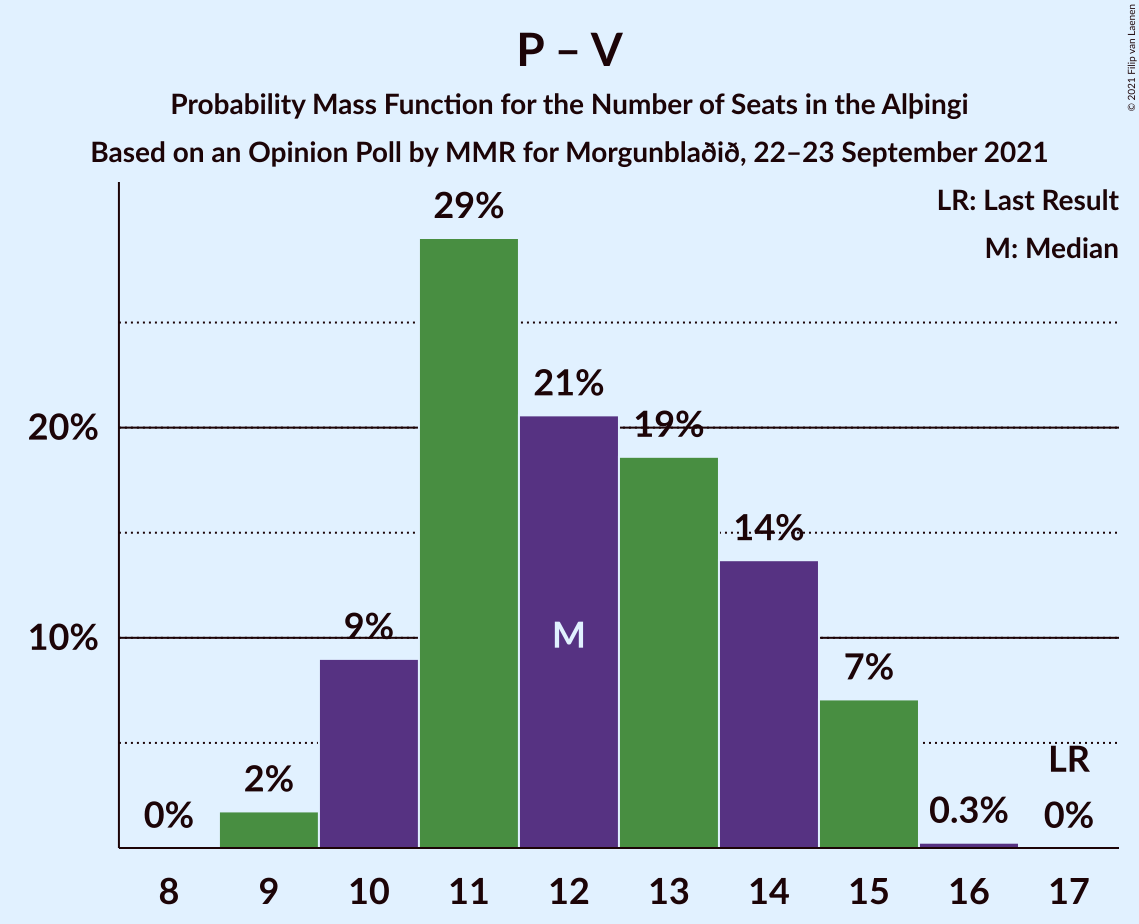 P – V
Probability Mass Function for the Number of Seats in the Alþingi
Based on an Opinion Poll by MMR for Morgunblaðið, 22–23 September 2021
© 2021 Filip van Laenen
LR: Last Result
M: Median
20%
10%
0%
2%
9%
29%
21%
19%
14%
7%
0.3%
0%
LR
M
8 9 10 11 12 13 14 15 16 17